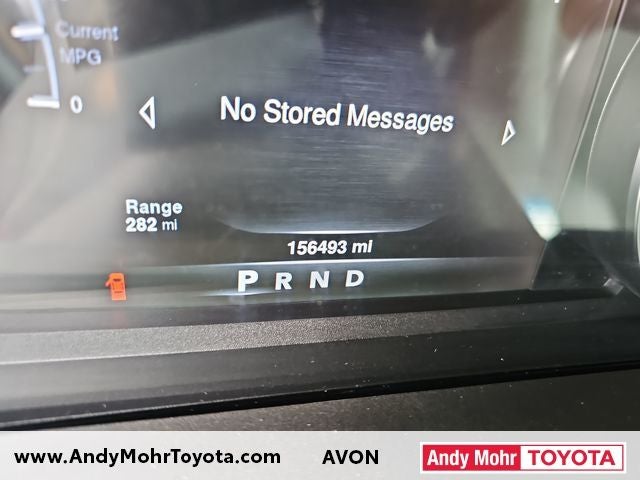 Current
MPG
0
No Stored Messages
Range
282 mi
156493 mi
P R N D
www.AndyMohrToyota.com AVON Andy Mohr TOYOTA